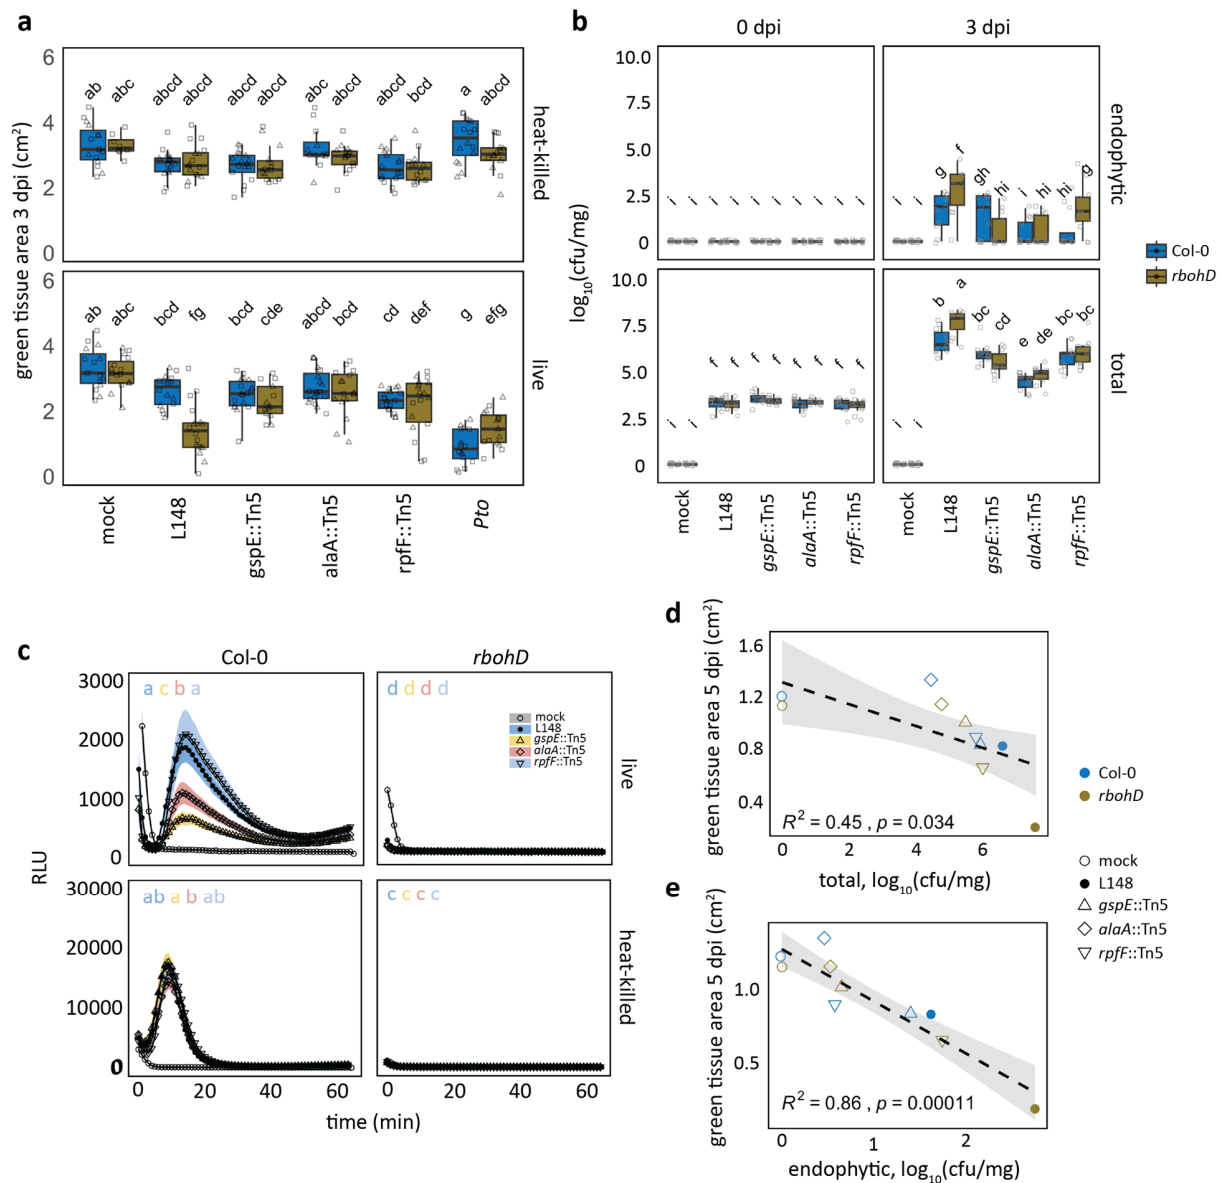 a
green tissue area 3 dpi (cm²)
6
4
2
0
ab abc abcd abcd abcd abcd abc abcd abcd bcd a abcd
heat-killed
6
4
2
0
ab abc bcd fg bcd cde abcd bcd cd def g efg
live
mock
L148
gspE::Tn5
alaA::Tn5
rpfF::Tn5
Pto
b
0 dpi
3 dpi
log₁₀(cfu/mg)
10.0
7.5
5.0
2.5
0
i i i i i i i i i i
i i g f gh hi i hi hi g
endophytic
10.0
7.5
5.0
2.5
0
i i f f f f f f f f
i i b a bc cd e de bc bc
total
mock
L148
gspE::Tn5
alaA::Tn5
rpfF::Tn5
mock
L148
gspE::Tn5
alaA::Tn5
rpfF::Tn5
Col-0
rbohD
c
Col-0
rbohD
RLU
3000
2000
1000
0
a c b a
d d d d
mock
L148
gspE::Tn5
alaA::Tn5
rpfF::Tn5
live
30000
20000
10000
0
ab a b ab
c c c c
heat-killed
0 20 40 60
0 20 40 60
time (min)
d
green tissue area 5 dpi (cm²)
1.6
1.2
0.8
0.4
R² = 0.45 , p = 0.034
0 2 4 6
total, log₁₀(cfu/mg)
e
green tissue area 5 dpi (cm²)
1.0
0.5
R² = 0.86 , p = 0.00011
0 1 2
endophytic, log₁₀(cfu/mg)
Col-0
rbohD
mock
L148
gspE::Tn5
alaA::Tn5
rpfF::Tn5